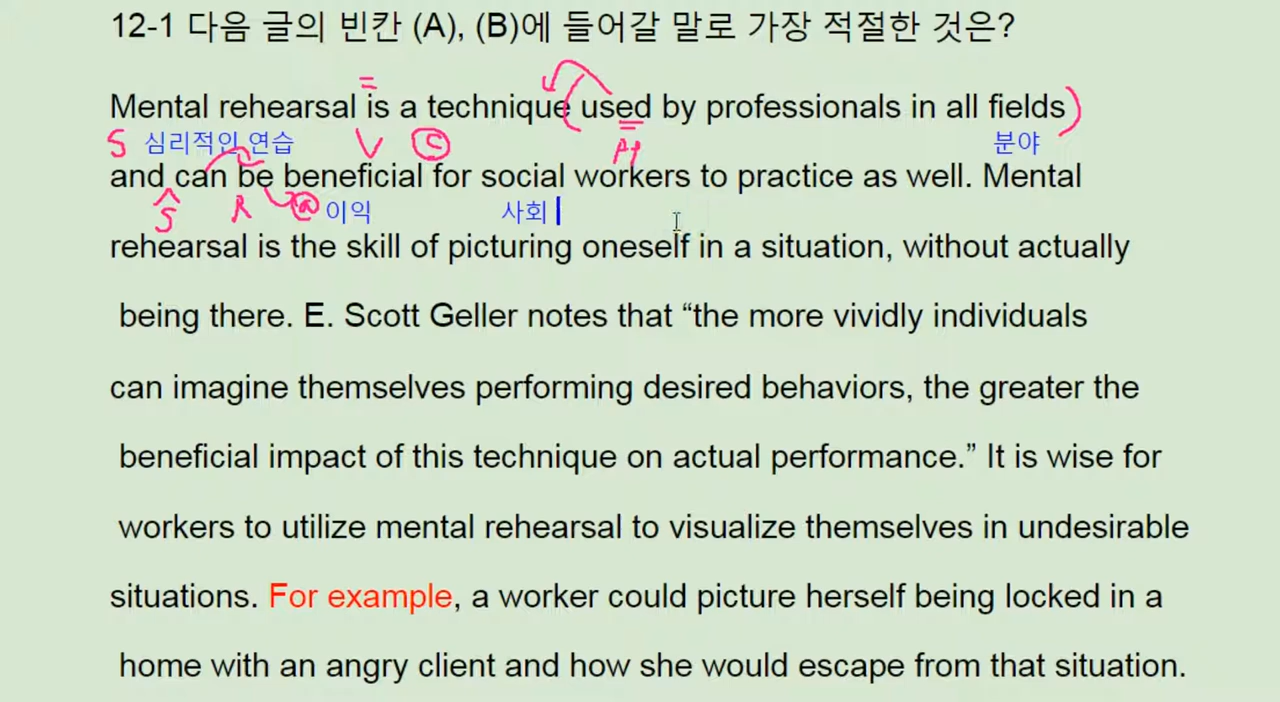 12-1 다음 글의 빈칸 (A), (B)에 들어갈 말로 가장 적절한 것은?
=
Mental rehearsal is a technique ( used by professionals in all fields )
S 심리적인 연습 V C 분야
and can be beneficial for social workers to practice as well. Mental
S R a 이익 사회
rehearsal is the skill of picturing oneself in a situation, without actually
being there. E. Scott Geller notes that “the more vividly individuals
can imagine themselves performing desired behaviors, the greater the
beneficial impact of this technique on actual performance.” It is wise for
workers to utilize mental rehearsal to visualize themselves in undesirable
situations. For example, a worker could picture herself being locked in a
home with an angry client and how she would escape from that situation.